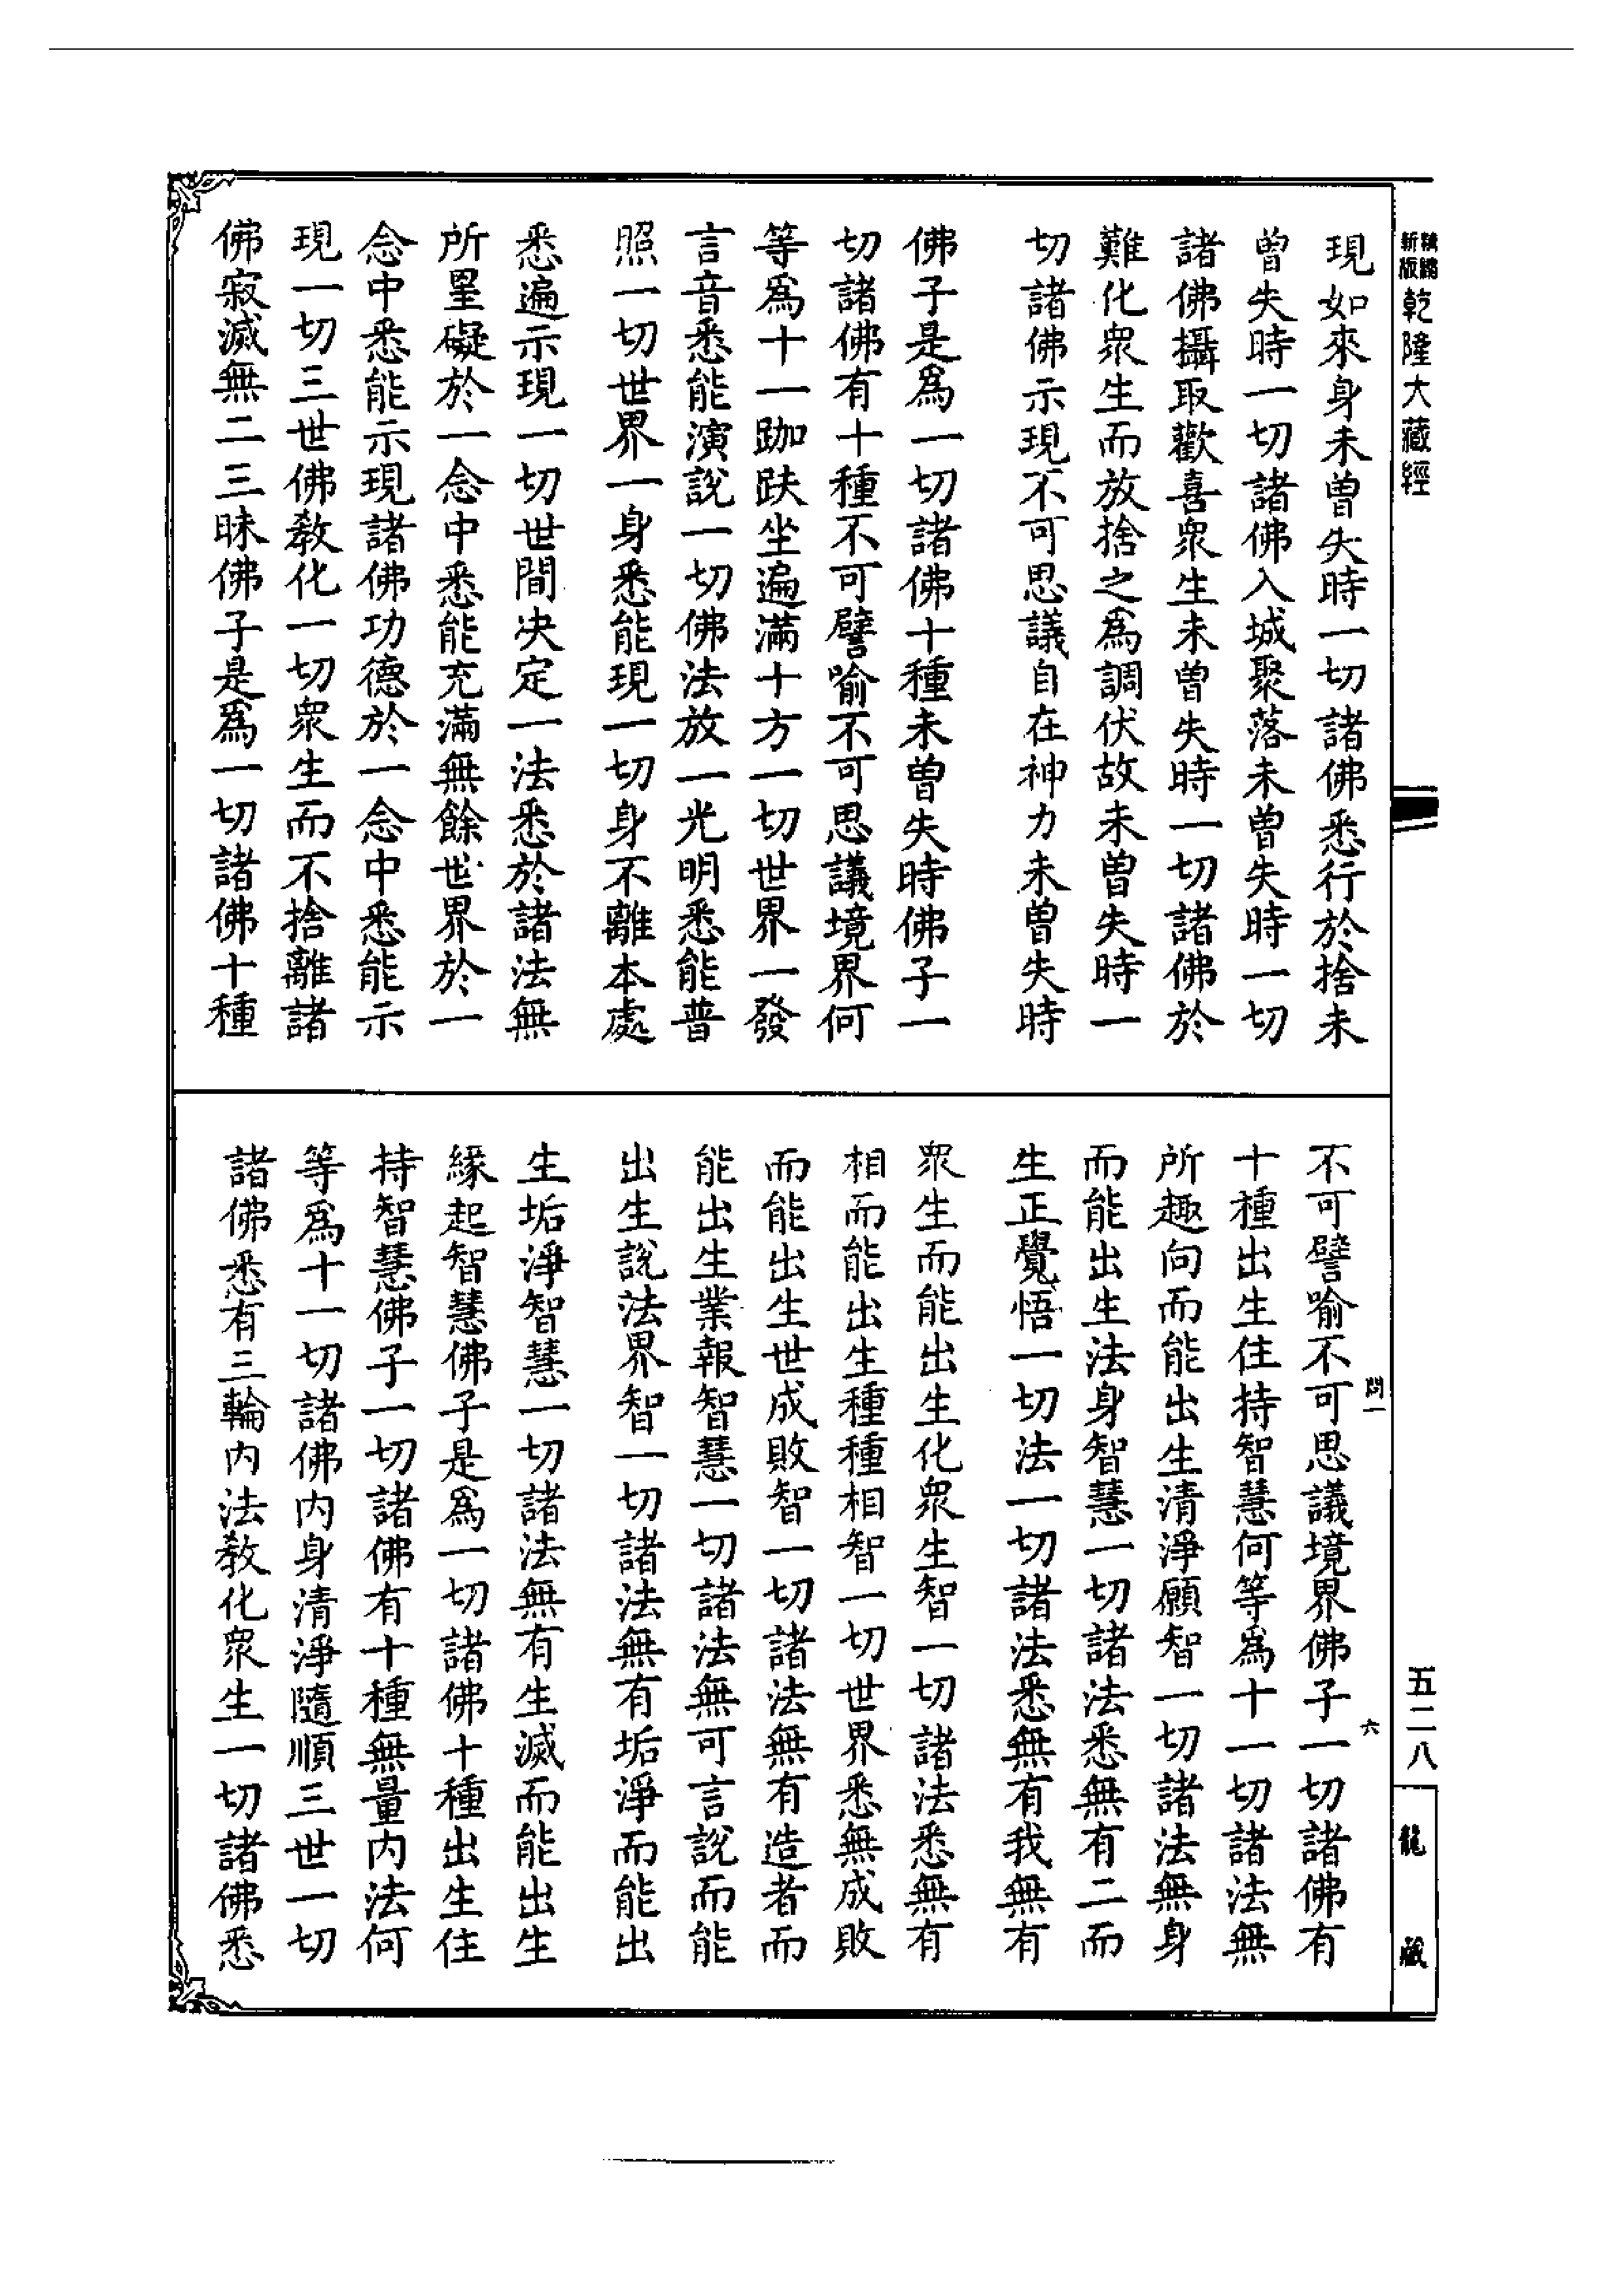 新版 精縮 乾隆大藏經
現如來身未曾失時一切諸佛悉行於捨未
曾失時一切諸佛入城聚落未曾失時一切
諸佛攝取歡喜衆生未曾失時一切諸佛於
難化衆生而放捨之爲調伏故未曾失時一
切諸佛示現不可思議自在神力未曾失時
佛子是爲一切諸佛十種未曾失時佛子一
切諸佛有十種不可譬喻不可思議境界何
等爲十一跏趺坐遍滿十方一切世界一發
言音悉能演說一切佛法放一光明悉能普
照一切世界一身悉能現一切身不離本處
悉遍示現一切世間决定一法悉於諸法無
所罣礙於一念中悉能充滿無餘世界於一
念中悉能示現諸佛功德於一念中悉能示
現一切三世佛教化一切衆生而不捨離諸
佛寂滅無二三昧佛子是爲一切諸佛十種
不可譬喻不可思議境界佛子一切諸佛有
十種出生住持智慧何等爲十一切諸法無
所趣向而能出生清淨願智一切諸法無身
而能出生法身智慧一切諸法悉無有二而
生正覺悟一切法一切諸法悉無有我無有
衆生而能出生化衆生智一切諸法悉無有
相而能出生種種相智一切世界悉無成敗
而能出生世成敗智一切諸法無有造者而
能出生業報智慧一切諸法無可言說而能
出生說法界智一切諸法無有垢淨而能出
生垢淨智慧一切諸法無有生滅而能出生
緣起智慧佛子是爲一切諸佛十種出生住
持智慧佛子一切諸佛有十種無量內法何
等爲十一切諸佛內身清淨隨順三世一切
諸佛悉有三輪內法教化衆生一切諸佛悉
問一
六
五二八
龍藏